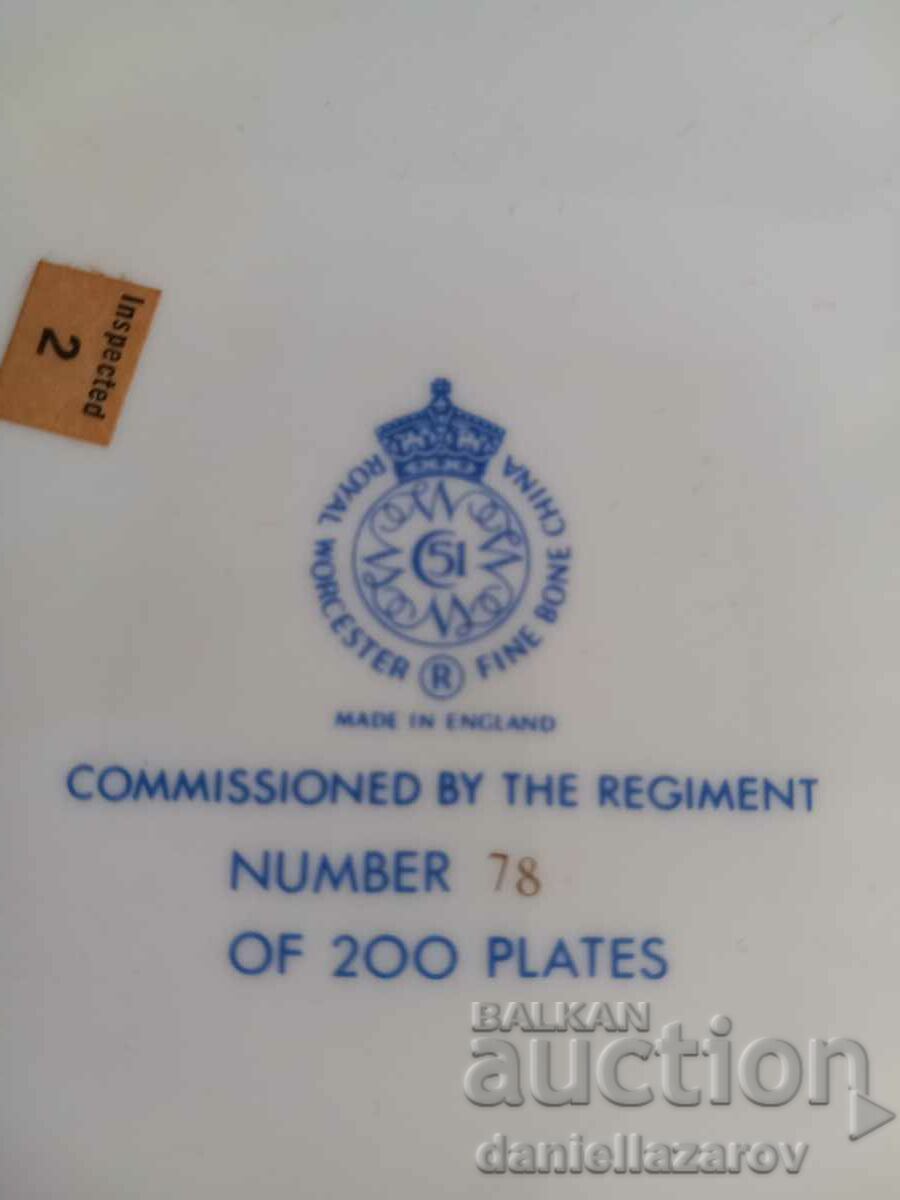 Inspected
2
ROYAL WORCESTER ® FINE BONE CHINA
C51
MADE IN ENGLAND
COMMISSIONED BY THE REGIMENT
NUMBER 78
OF 200 PLATES
BALKAN
auction
daniellazarov